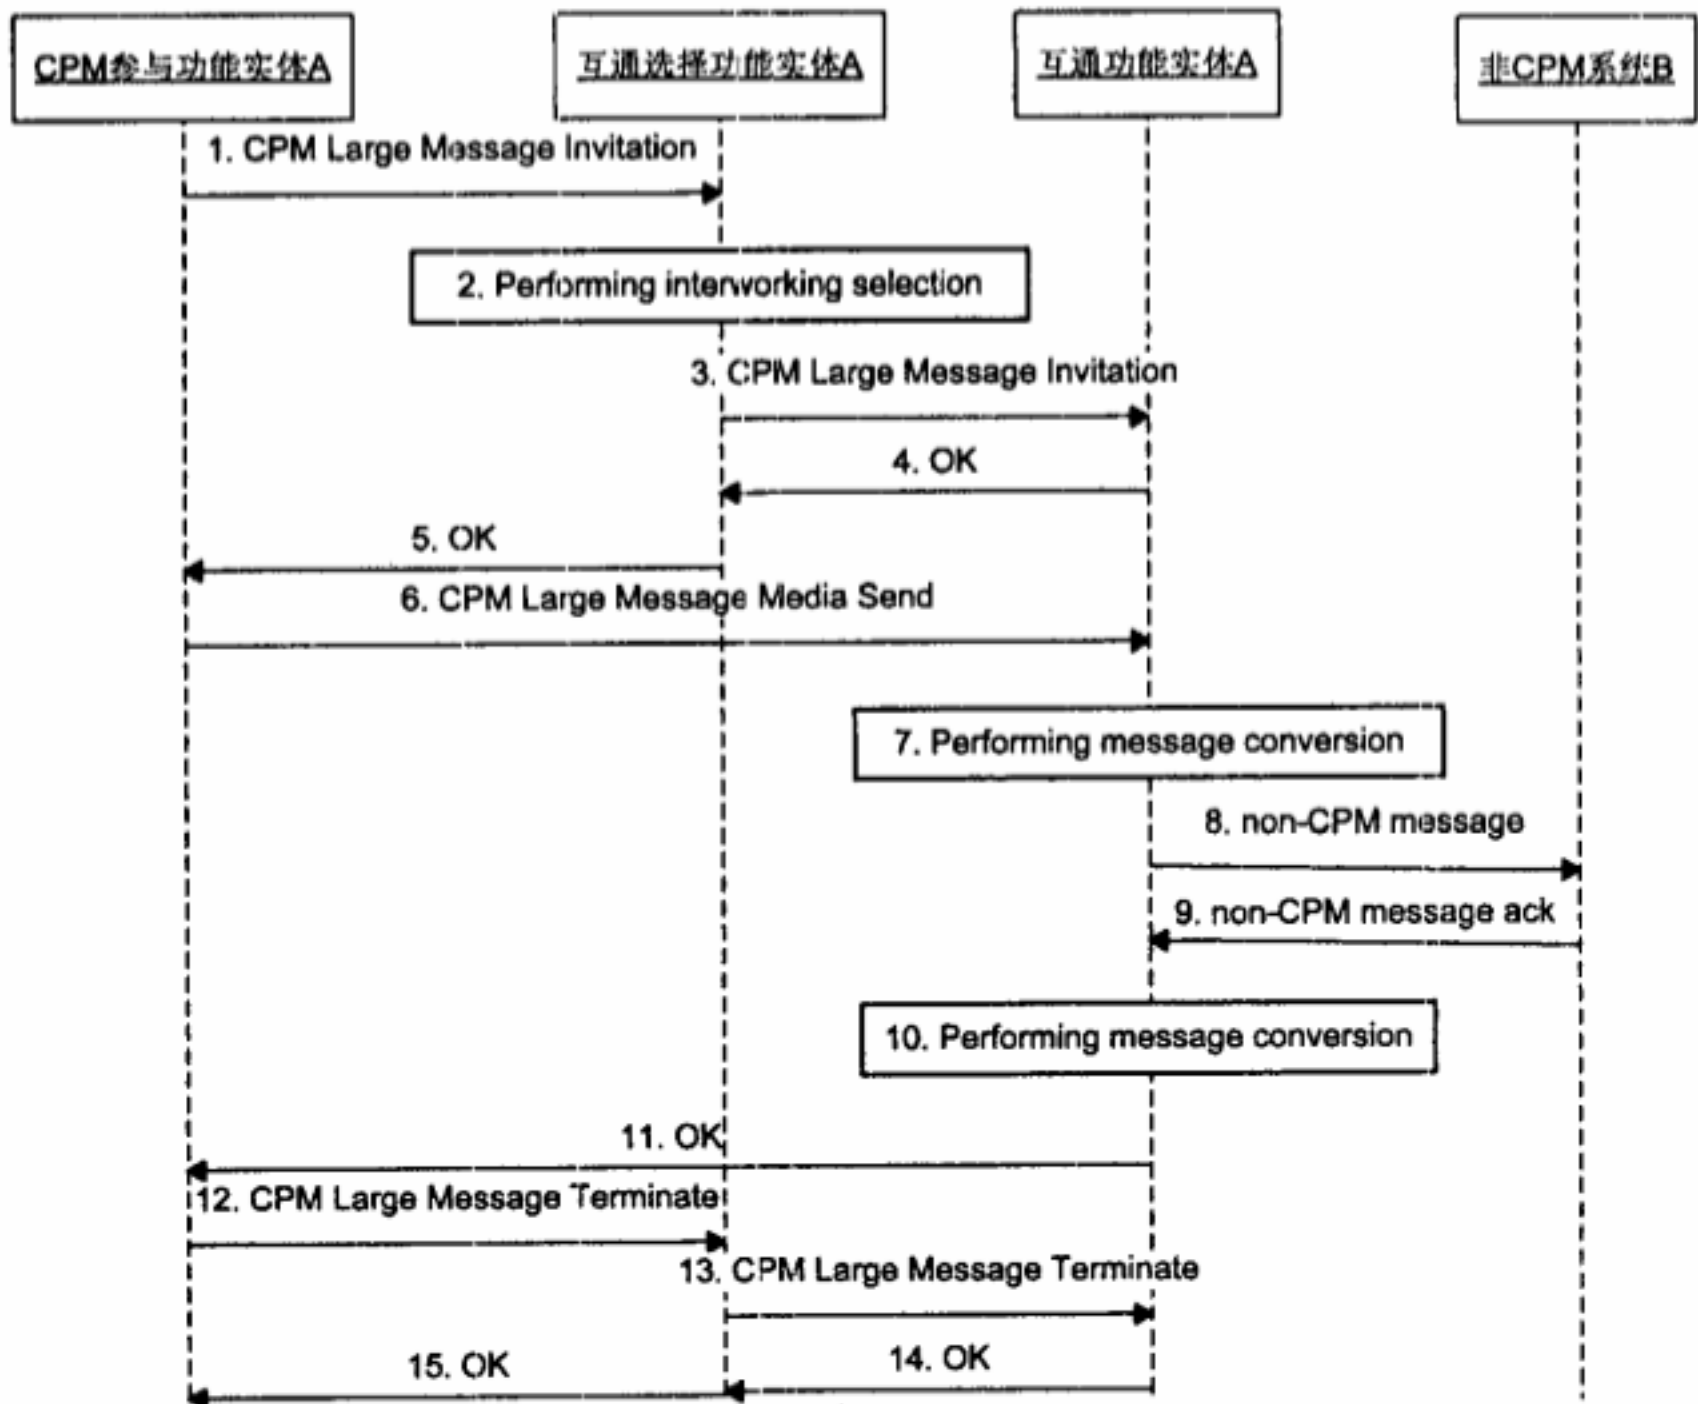 CPM参与功能实体A
互通选择功能实体A
互通功能实体A
非CPM系统B
1. CPM Large Message Invitation
2. Performing interworking selection
3. CPM Large Message Invitation
4. OK
5. OK
6. CPM Large Message Media Send
7. Performing message conversion
8. non-CPM message
9. non-CPM message ack
10. Performing message conversion
11. OK
12. CPM Large Message Terminate
13. CPM Large Message Terminate
14. OK
15. OK